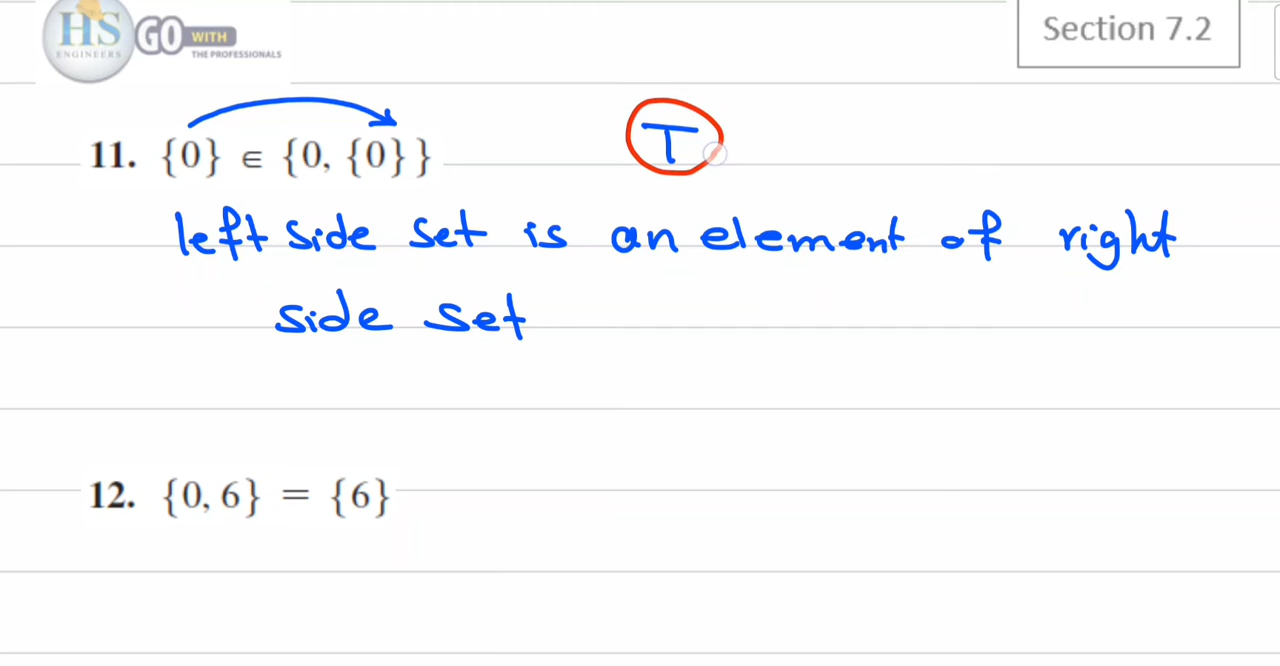 HS
ENGINEERS
GO WITH
THE PROFESSIONALS
Section 7.2
11. {0} ∈ {0, {0}} T
left side set is an element of right
side set
12. {0, 6} = {6}